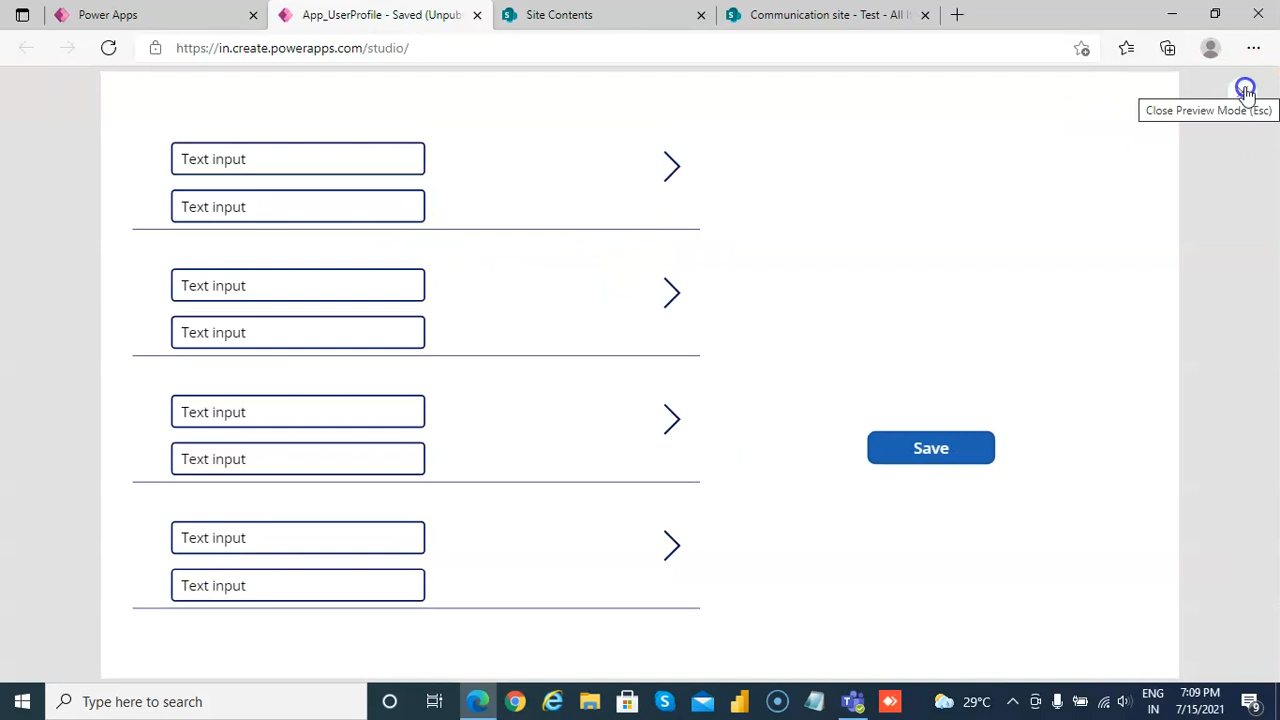 Power Apps
App_UserProfile - Saved (Unpub
Site Contents
Communication site - Test - All I
https://in.create.powerapps.com/studio/
Close Preview Mode (Esc)
Text input
Text input
Text input
Text input
Text input
Text input
Save
Text input
Text input
Type here to search
29°C
ENG
IN
7:09 PM
7/15/2021
9